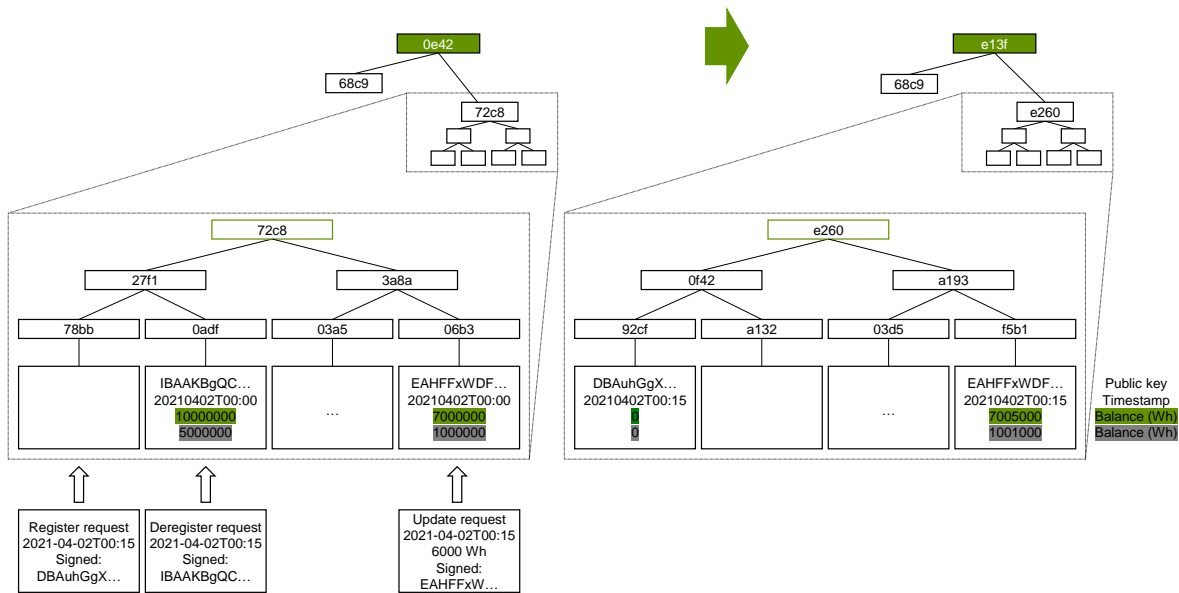 0e42
68c9
72c8
72c8
27f1
3a8a
78bb
0adf
03a5
06b3
IBAAKBgQC…
20210402T00:00
10000000
5000000
…
EAHFFxWDF…
20210402T00:00
7000000
1000000
Register request
2021-04-02T00:15
Signed:
DBAuhGgX…
Deregister request
2021-04-02T00:15
Signed:
IBAAKBgQC…
Update request
2021-04-02T00:15
6000 Wh
Signed:
EAHFFxW…
e13f
68c9
e260
e260
0f42
a193
92cf
a132
03d5
f5b1
DBAuhGgX…
20210402T00:15
0
0
…
EAHFFxWDF…
20210402T00:15
7005000
1001000
Public key
Timestamp
Balance (Wh)
Balance (Wh)